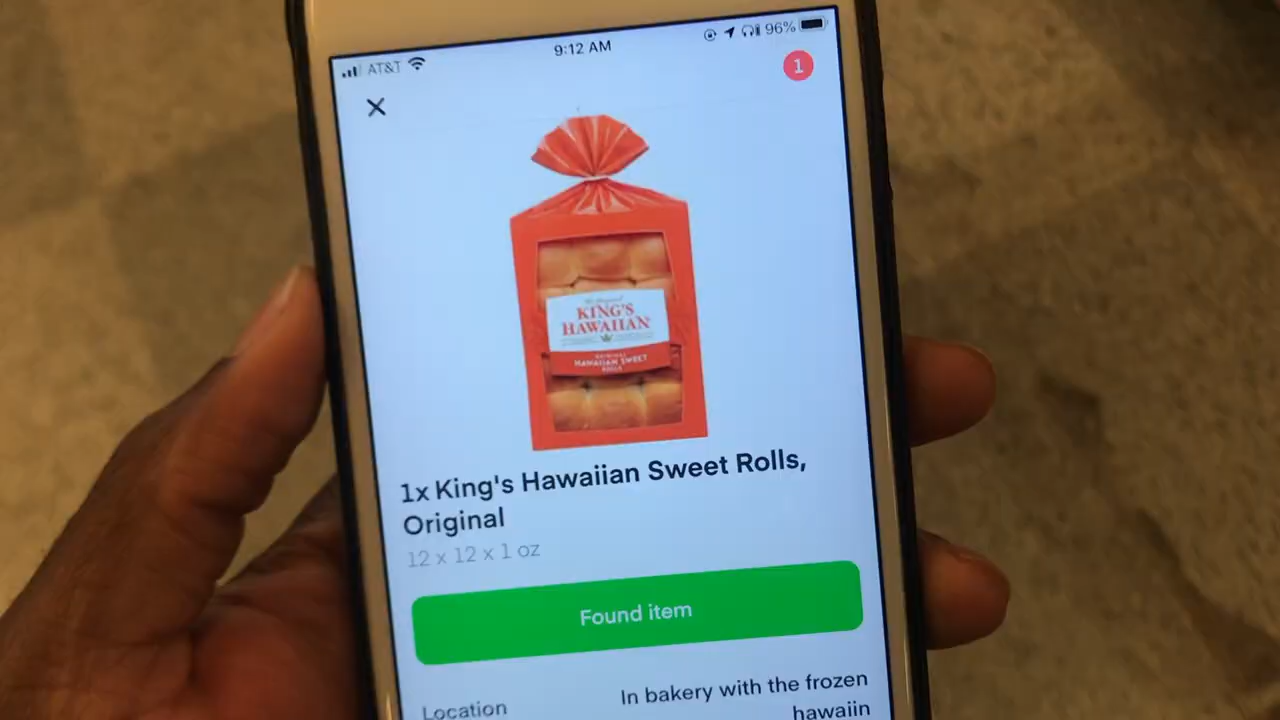 AT&T
9:12 AM
96%
1
KING'S
HAWAIIAN
HAWAIIAN SWEET
ROLLS
1x King's Hawaiian Sweet Rolls,
Original
12 x 12 x 1 oz
Found item
Location
In bakery with the frozen
hawaiin